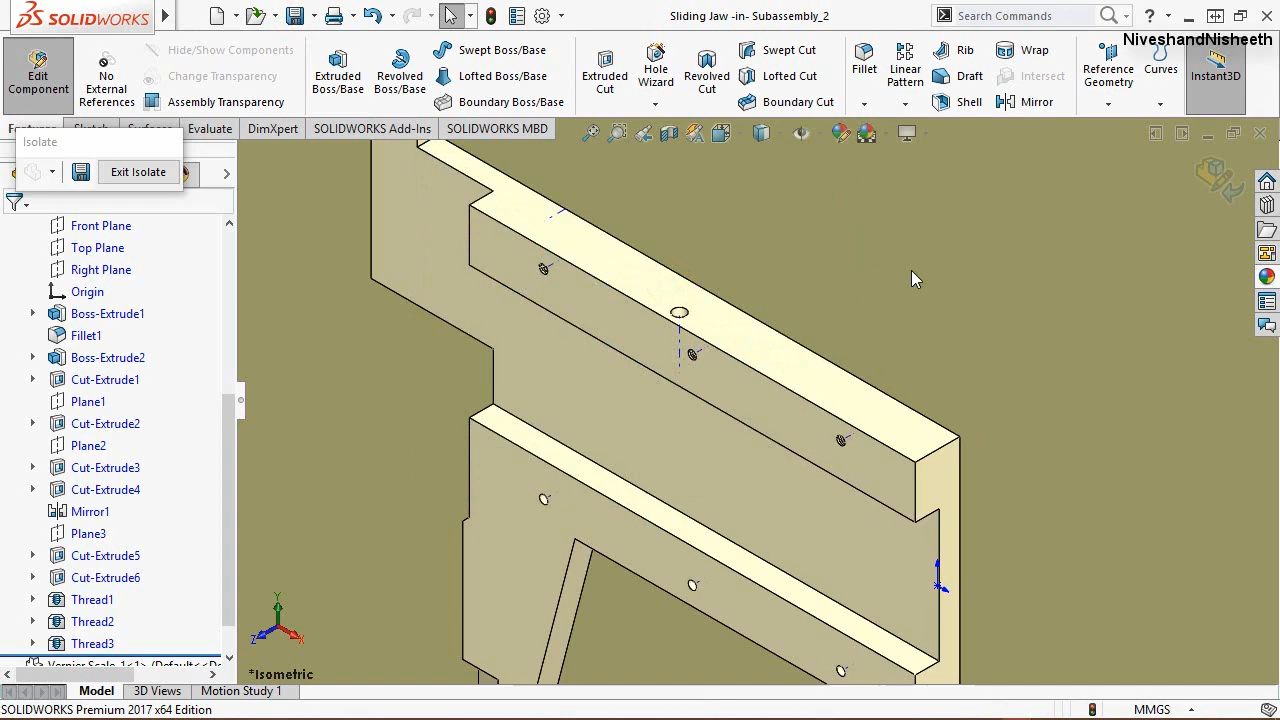 SOLIDWORKS
Sliding Jaw -in- Subassembly_2
Search Commands
NiveshandNisheeth
Edit Component
No External References
Hide/Show Components
Change Transparency
Assembly Transparency
Extruded Boss/Base
Revolved Boss/Base
Swept Boss/Base
Lofted Boss/Base
Boundary Boss/Base
Extruded Cut
Hole Wizard
Revolved Cut
Swept Cut
Lofted Cut
Boundary Cut
Fillet
Linear Pattern
Rib
Draft
Shell
Wrap
Intersect
Mirror
Reference Geometry
Curves
Instant3D
Evaluate
DimXpert
SOLIDWORKS Add-Ins
SOLIDWORKS MBD
Isolate
Exit Isolate
Front Plane
Top Plane
Right Plane
Origin
Boss-Extrude1
Fillet1
Boss-Extrude2
Cut-Extrude1
Plane1
Cut-Extrude2
Plane2
Cut-Extrude3
Cut-Extrude4
Mirror1
Plane3
Cut-Extrude5
Cut-Extrude6
Thread1
Thread2
Thread3
Y
Z
X
*Isometric
Model
3D Views
Motion Study 1
SOLIDWORKS Premium 2017 x64 Edition
MMGS